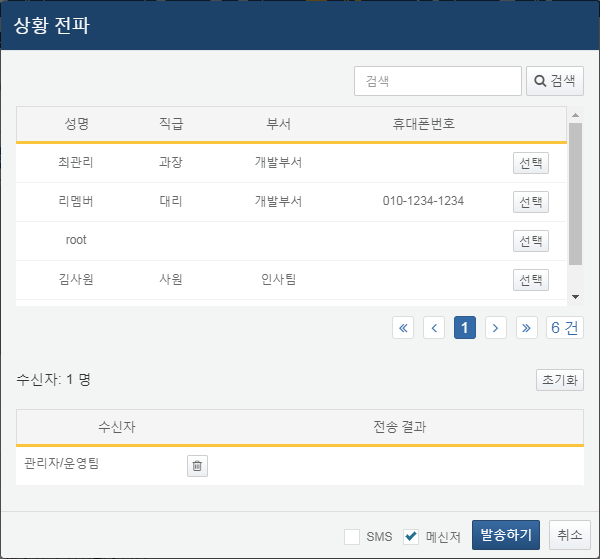 상황 전파
검색 검색
성명 직급 부서 휴대폰번호
최관리 과장 개발부서 선택
리멤버 대리 개발부서 010-1234-1234 선택
root 선택
김사원 사원 인사팀 선택
« < 1 > » 6 건
수신자: 1 명 초기화
수신자 전송 결과
관리자/운영팀
SMS 메신저 발송하기 취소